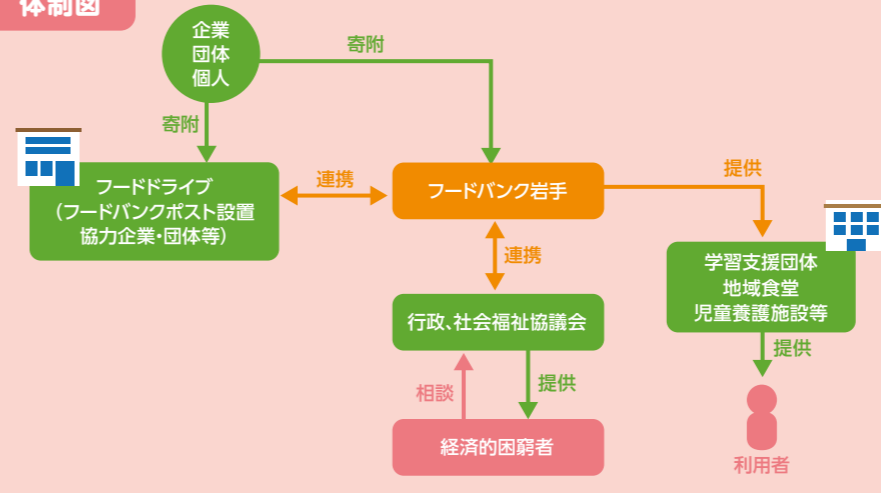 体制図
企業
団体
個人
寄附
寄附
フードドライブ
(フードバンクポスト設置
協力企業・団体等)
連携
フードバンク岩手
提供
連携
学習支援団体
地域食堂
児童養護施設等
行政、社会福祉協議会
提供
相談
提供
経済的困窮者
利用者